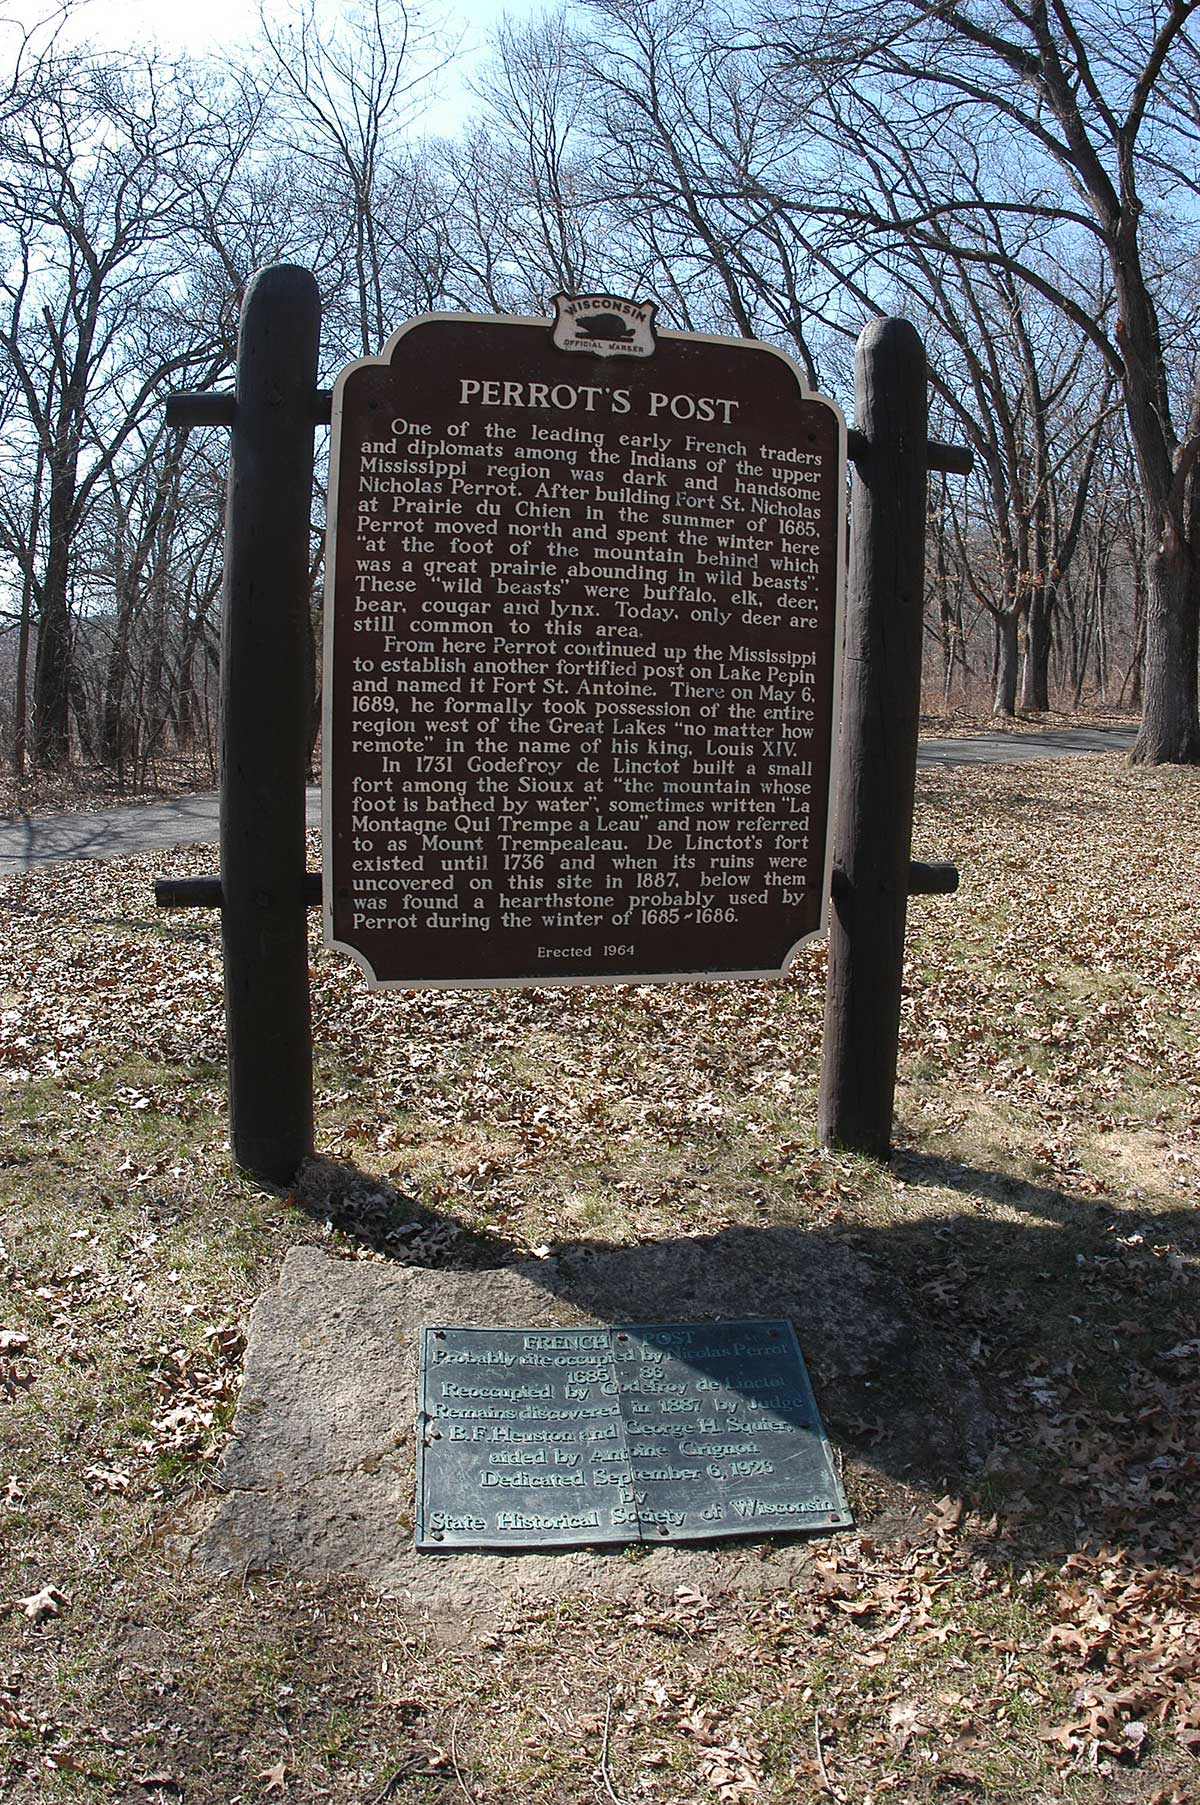 WISCONSIN
OFFICIAL MARKER
PERROT'S POST
One of the leading early French traders
and diplomats among the Indians of the upper
Mississippi region was dark and handsome
Nicholas Perrot. After building Fort St. Nicholas
at Prairie du Chien in the summer of 1685,
Perrot moved north and spent the winter here
"at the foot of the mountain behind which
was a great prairie abounding in wild beasts".
These "wild beasts" were buffalo, elk, deer,
bear, cougar and lynx. Today, only deer are
still common to this area.
From here Perrot continued up the Mississippi
to establish another fortified post on Lake Pepin
and named it Fort St. Antoine. There on May 6,
1689, he formally took possession of the entire
region west of the Great Lakes "no matter how
remote" in the name of his king, Louis XIV.
In 1731 Godefroy de Linctot built a small
fort among the Sioux at "the mountain whose
foot is bathed by water", sometimes written "La
Montagne Qui Trempe a Leau" and now referred
to as Mount Trempealeau. De Linctot's fort
existed until 1736 and when its ruins were
uncovered on this site in 1887, below them
was found a hearthstone probably used by
Perrot during the winter of 1685-1686.
Erected 1964
FRENCH POST
Probably site occupied by Nicolas Perrot
1685 - 86
Reoccupied by Godefroy de Linctot
Remains discovered in 1887 by Judge
B.F. Heuston and George H. Squier,
aided by Antoine Grignon
Dedicated September 6,
by
State Historical Society of Wisconsin